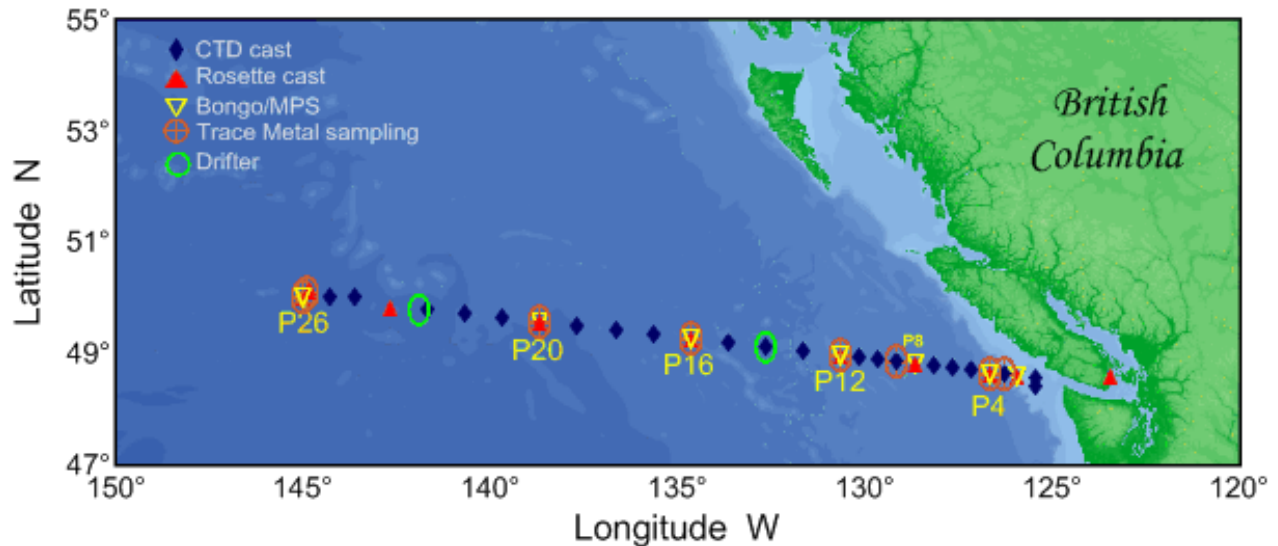 55°
53°
51°
49°
47°
Latitude N
CTD cast
Rosette cast
Bongo/MPS
Trace Metal sampling
Drifter
British
Columbia
P26
P20
P16
P12
P8
P4
150°
145°
140°
135°
130°
125°
120°
Longitude W